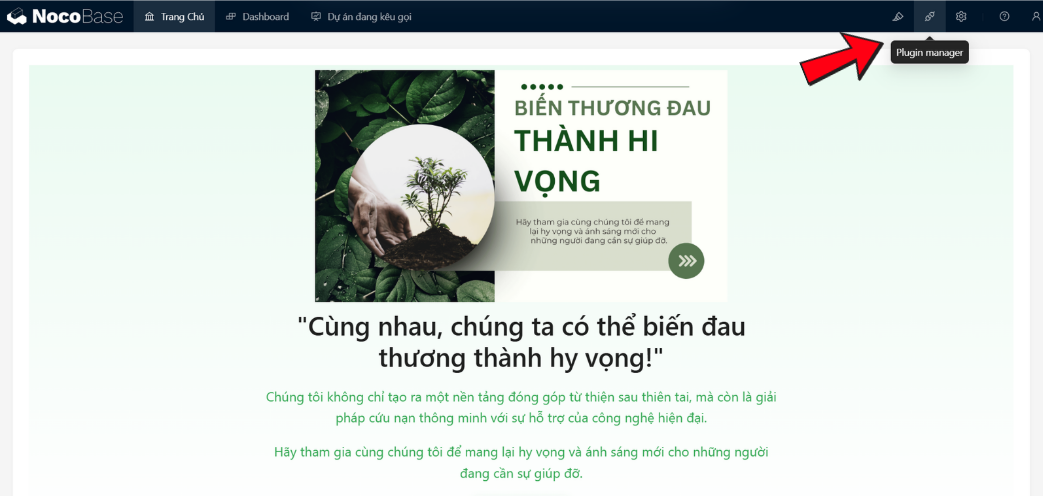 NocoBase
Trang Chủ
Dashboard
Dự án đang kêu gọi
Plugin manager
BIẾN THƯƠNG ĐAU
THÀNH HI
VỌNG
Hãy tham gia cùng chúng tôi để mang
lại hy vọng và ánh sáng mới cho
những người đang cần sự giúp đỡ.
"Cùng nhau, chúng ta có thể biến đau
thương thành hy vọng!"
Chúng tôi không chỉ tạo ra một nền tảng đóng góp từ thiện sau thiên tai, mà còn là giải
pháp cứu nạn thông minh với sự hỗ trợ của công nghệ hiện đại.
Hãy tham gia cùng chúng tôi để mang lại hy vọng và ánh sáng mới cho những người
đang cần sự giúp đỡ.